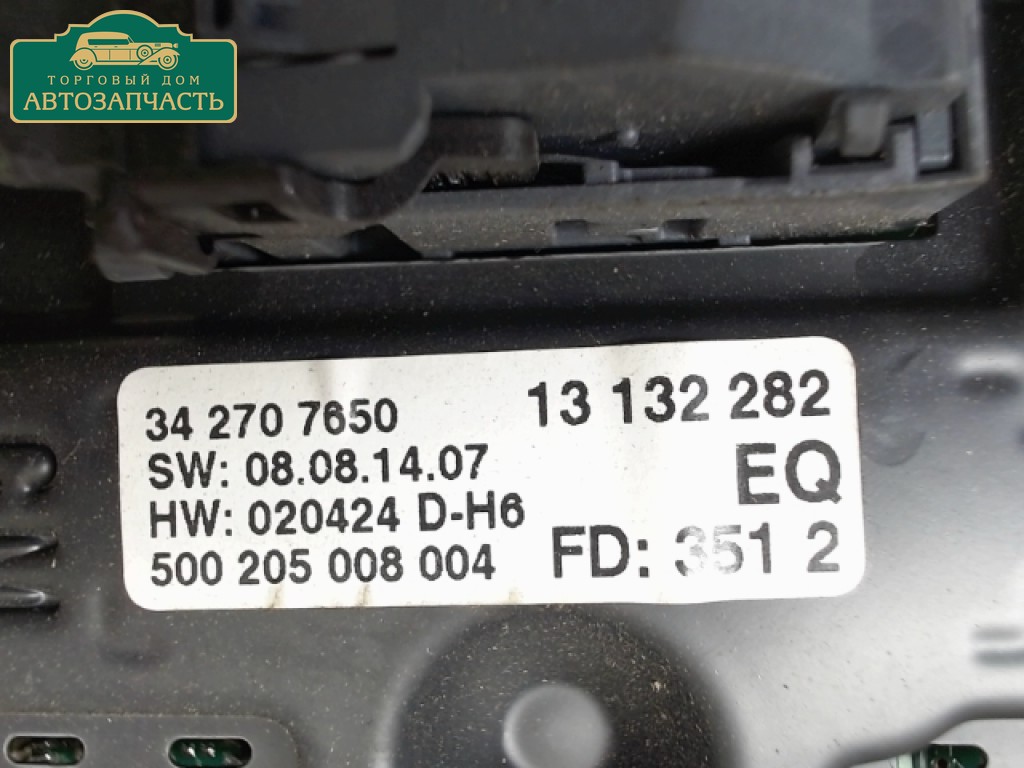 ТОРГОВЫЙ ДОМ
АВТОЗАПЧАСТЬ
34 270 7650
13 132 282
SW: 08.08.14.07
EQ
HW: 020424 D-H6
500 205 008 004
FD: 351 2